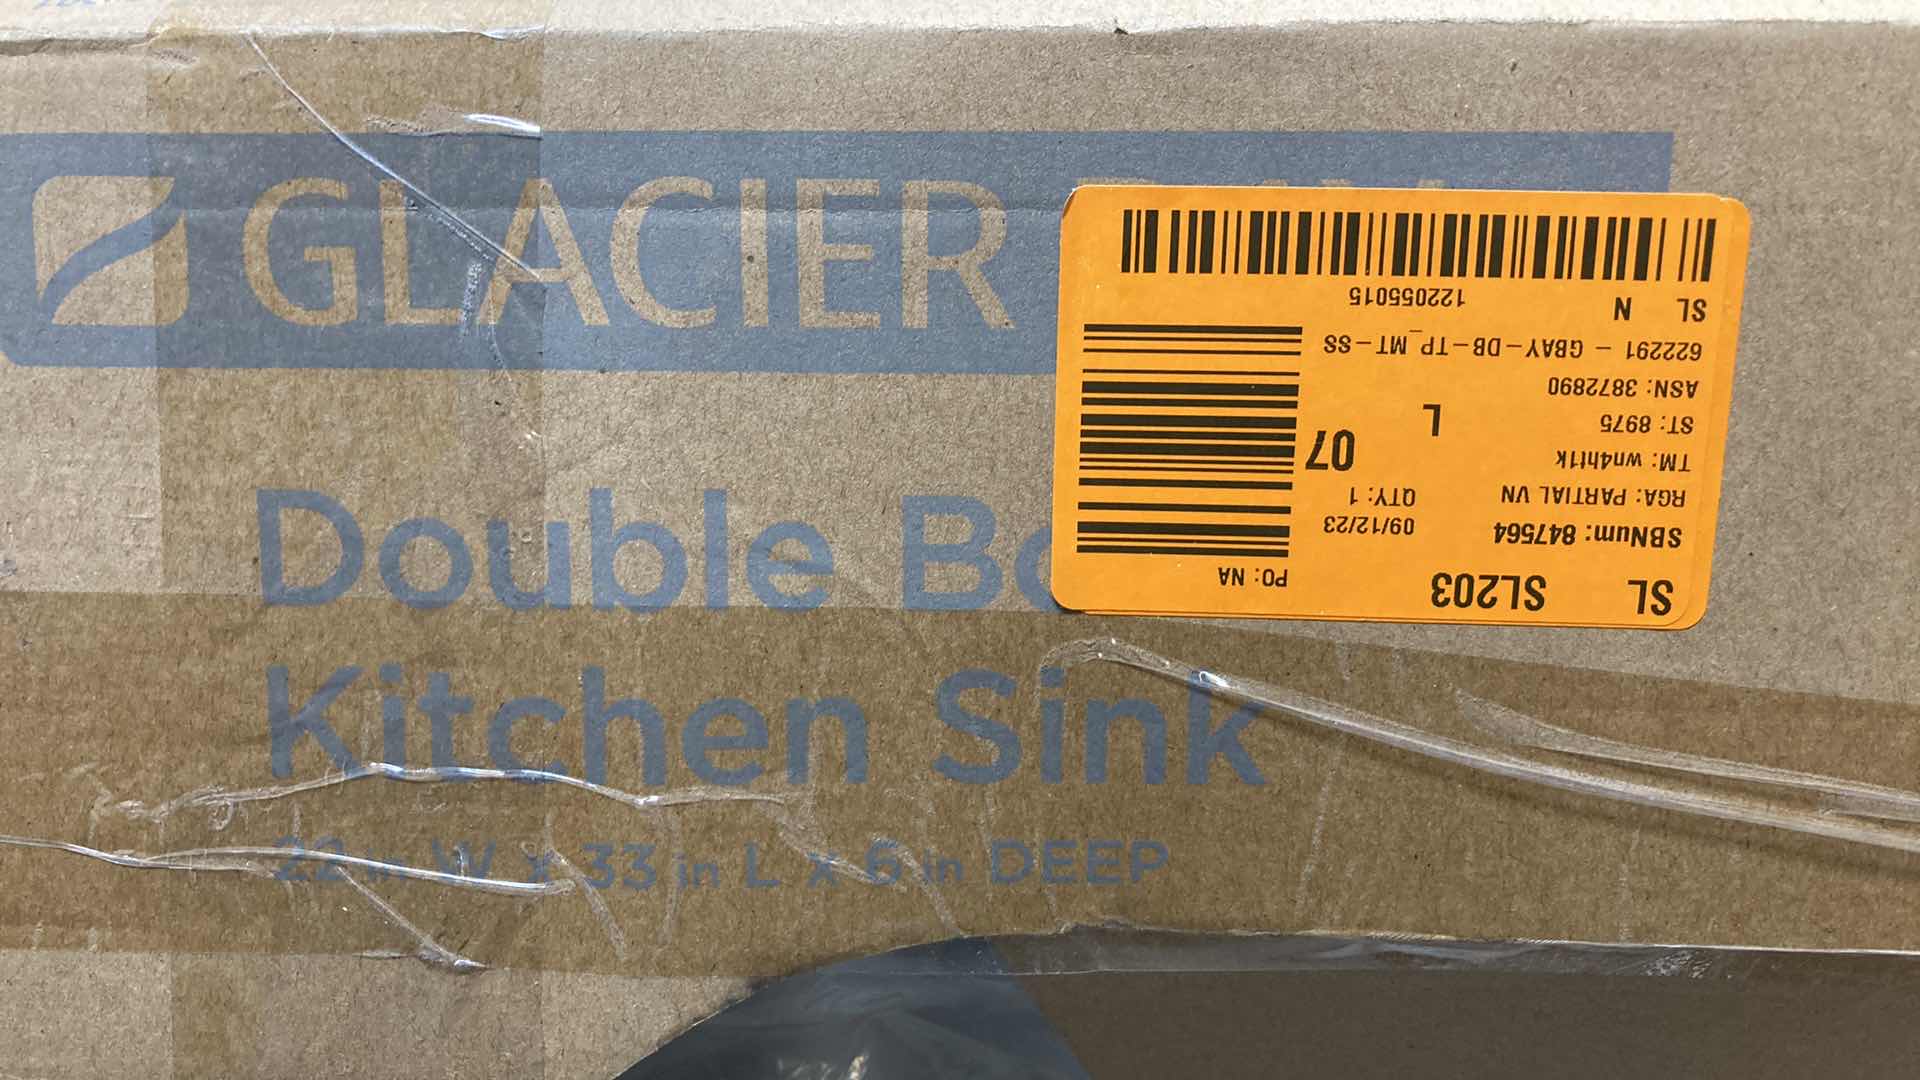 GLACIER
Double
Kitchen Sink
22 in W x 33 in L x 6 in DEEP
SL SL203
PO: NA
SBNum: 847564 09/12/23
RGA: PARTIAL VN QTY: 1
TM: wn4ht1k
07
ST: 8975 L
ASN: 3872890
622291 - GBAY-DB-TP_MT-SS
SL N 122055015